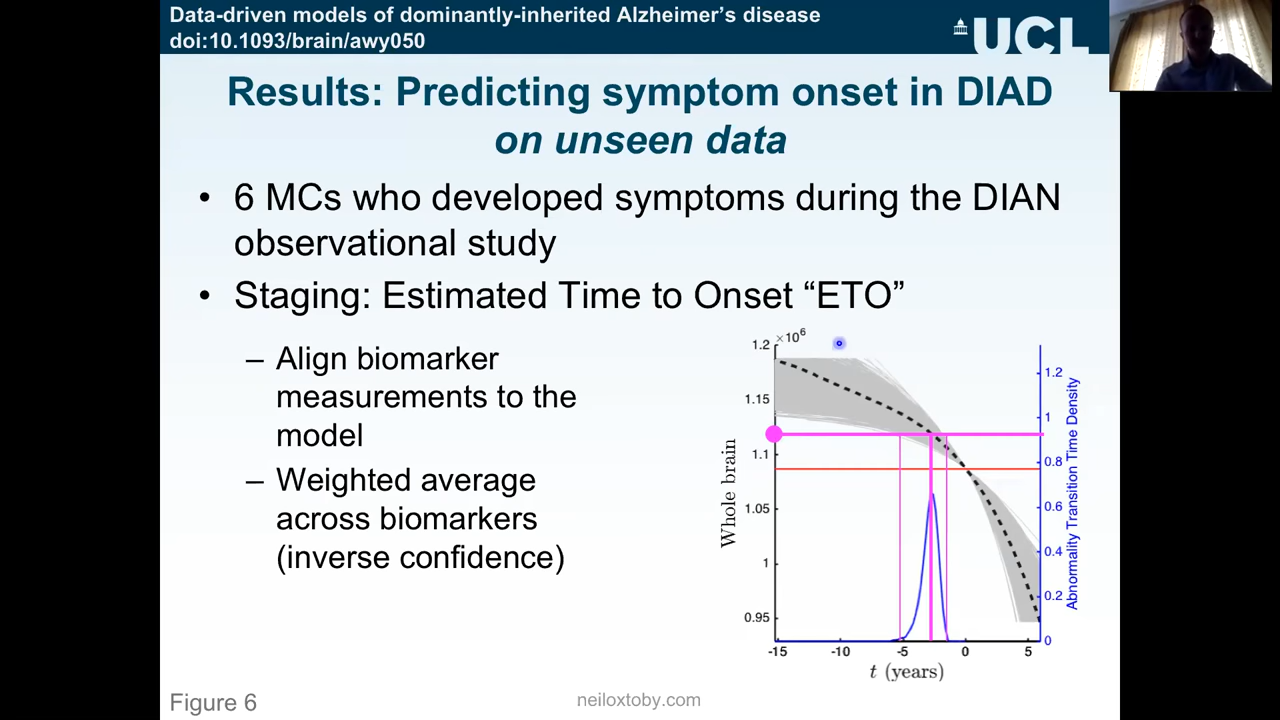 Data-driven models of dominantly-inherited Alzheimer's disease
doi:10.1093/brain/awy050
UCL
Results: Predicting symptom onset in DIAD
on unseen data
• 6 MCs who developed symptoms during the DIAN
observational study
• Staging: Estimated Time to Onset “ETO”
– Align biomarker
measurements to the
model
– Weighted average
across biomarkers
(inverse confidence)
×10⁶
1.2
1.15
1.1
1.05
1
0.95
Whole brain
1.2
1
0.8
0.6
0.4
0.2
0
Abnormality Transition Time Density
-15 -10 -5 0 5
t (years)
Figure 6
neiloxtoby.com